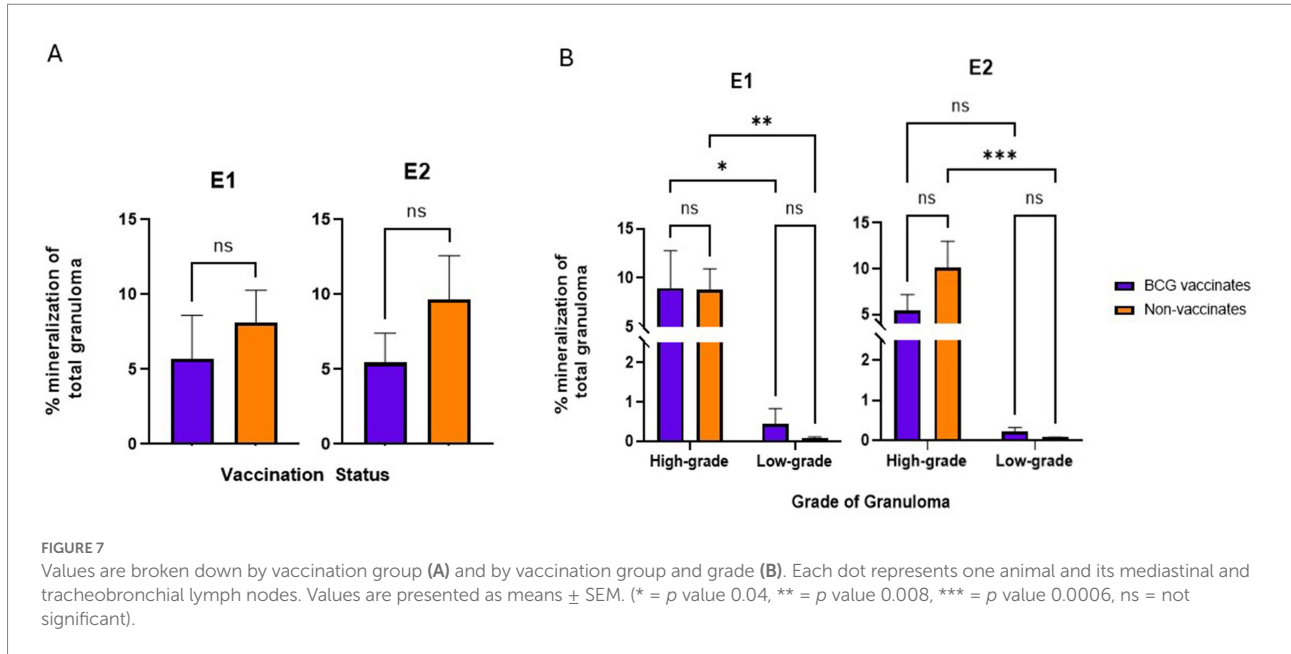 A
E1
E2
ns
ns
% mineralization of
total granuloma
15
10
5
0
15
10
5
0
Vaccination Status
B
E1
E2
**
*
ns
ns
ns
***
ns
ns
% mineralization of
total granuloma
15
10
5
2
1
0
15
10
5
2
1
0
High-grade
Low-grade
High-grade
Low-grade
Grade of Granuloma
BCG vaccinates
Non-vaccinates
FIGURE 7
Values are broken down by vaccination group (A) and by vaccination group and grade (B). Each dot represents one animal and its mediastinal and
tracheobronchial lymph nodes. Values are presented as means ± SEM. (* = p value 0.04, ** = p value 0.008, *** = p value 0.0006, ns = not
significant).